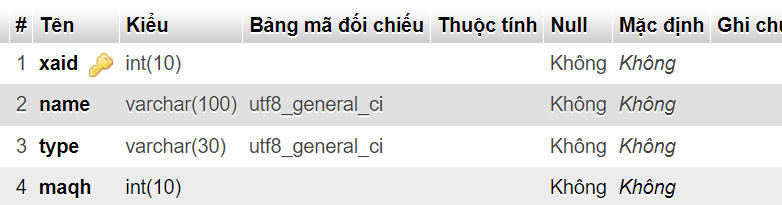 # Tên Kiểu Bảng mã đối chiếu Thuộc tính Null Mặc định Ghi chú
1 xaid int(10) Không Không
2 name varchar(100) utf8_general_ci Không Không
3 type varchar(30) utf8_general_ci Không Không
4 maqh int(10) Không Không